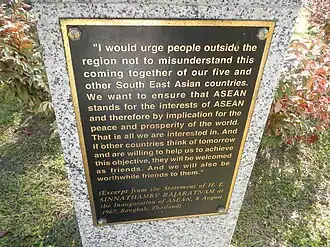 "I would urge people outside the
region not to misunderstand this
coming together of our five and
other South East Asian countries.
We want to ensure that ASEAN
stands for the interests of ASEAN
and therefore by implication for the
peace and prosperity of the world.
That is all we are interested in. And
if other countries think of tomorrow
and are willing to help us to achieve
this objective, they will be welcomed
as friends. And we will also be
worthwhile friends to them."
(Excerpt from the Statement of H. E.
SINNATHAMBY RAJARATNAM at
the Inauguration of ASEAN, 8 August
1967, Bangkok, Thailand)